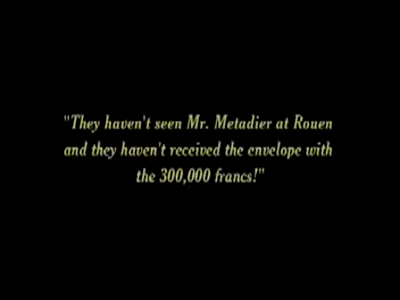 "They haven't seen Mr. Metadier at Rouen
and they haven't received the envelope with
the 300,000 francs!"